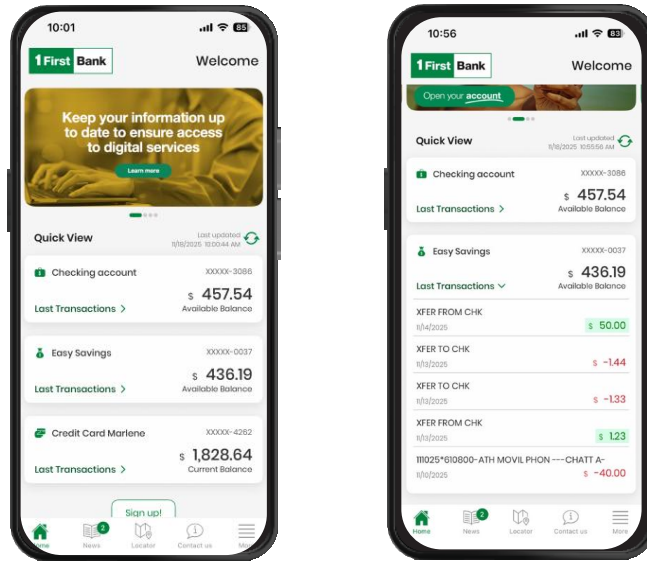 10:01
85
1 First Bank
Welcome
Keep your information up
to date to ensure access
to digital services
Learn more
Quick View
Last updated
11/18/2025 10:00:44 AM
Checking account
XXXXX-3086
$ 457.54
Last Transactions >
Available Balance
Easy Savings
XXXXX-0037
$ 436.19
Last Transactions >
Available Balance
Credit Card Marlene
XXXXX-4262
$ 1,828.64
Last Transactions >
Current Balance
Sign up!
2
Home
News
Locator
Contact us
More
10:56
83
1 First Bank
Welcome
Open your account
Quick View
Last updated
11/18/2025 10:55:56 AM
Checking account
XXXXX-3086
$ 457.54
Last Transactions >
Available Balance
Easy Savings
XXXXX-0037
$ 436.19
Last Transactions
Available Balance
XFER FROM CHK
11/14/2025
$ 50.00
XFER TO CHK
11/13/2025
$ -1.44
XFER TO CHK
11/13/2025
$ -1.33
XFER FROM CHK
11/13/2025
$ 1.23
111025*610800-ATH MOVIL PHON ---CHATT A-
11/10/2025
$ -40.00
2
Home
News
Locator
Contact us
More